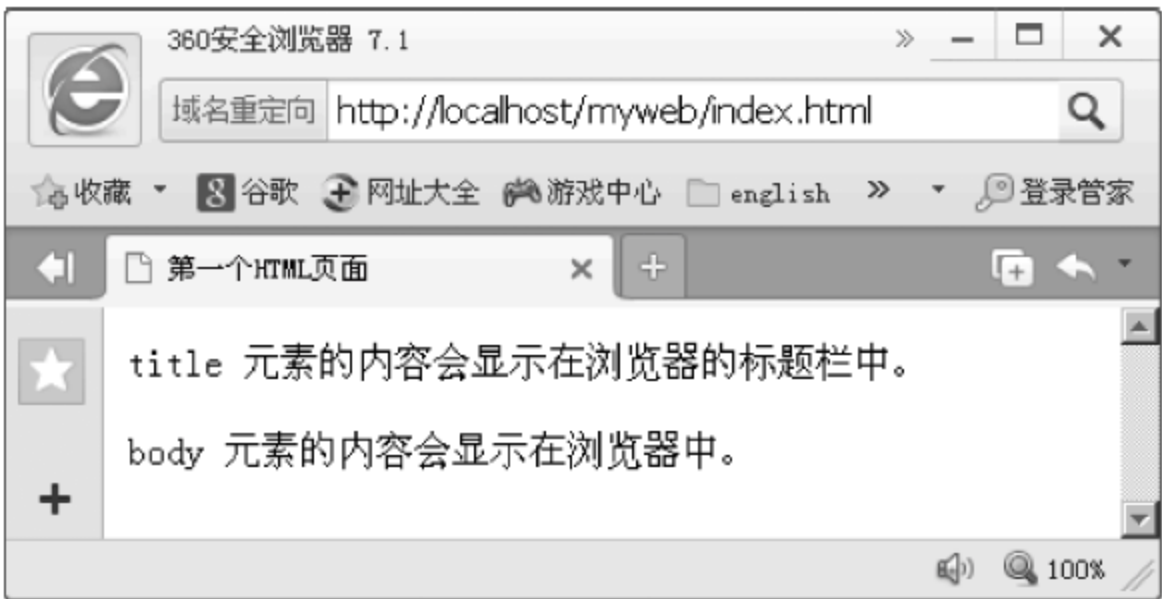 360安全浏览器 7.1
域名重定向 http://localhost/myweb/index.html
收藏 谷歌 网址大全 游戏中心 english » 登录管家
第一个HTML页面
title 元素的内容会显示在浏览器的标题栏中。
body 元素的内容会显示在浏览器中。
100%